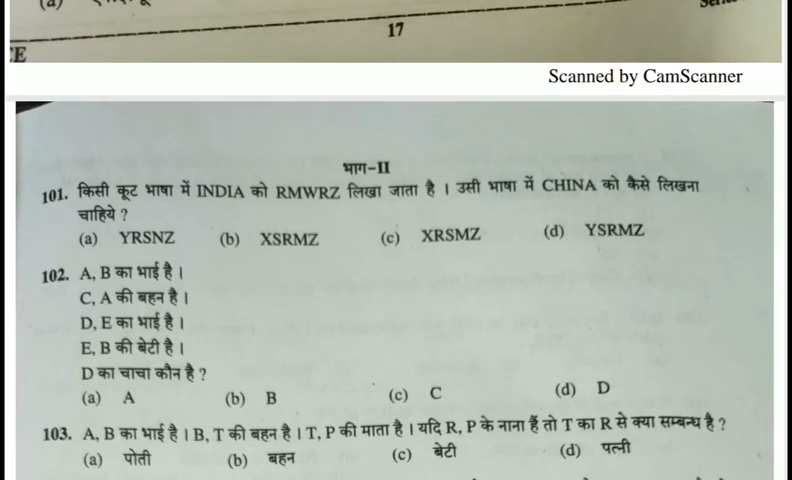 (a)
17
E
Scanned by CamScanner
भाग-II
101. किसी कूट भाषा में INDIA को RMWRZ लिखा जाता है । उसी भाषा में CHINA को कैसे लिखना
चाहिये ?
(a) YRSNZ (b) XSRMZ (c) XRSMZ (d) YSRMZ
102. A, B का भाई है ।
C, A की बहन है ।
D, E का भाई है ।
E, B की बेटी है ।
D का चाचा कौन है ?
(a) A (b) B (c) C (d) D
103. A, B का भाई है । B, T की बहन है । T, P की माता है । यदि R, P के नाना हैं तो T का R से क्या सम्बन्ध है ?
(a) पोती (b) बहन (c) बेटी (d) पत्नी